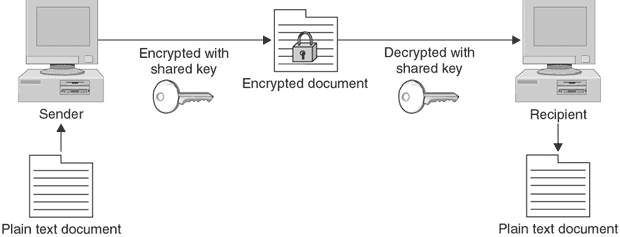 Encrypted with
shared key
Encrypted document
Decrypted with
shared key
Sender
Recipient
Plain text document
Plain text document